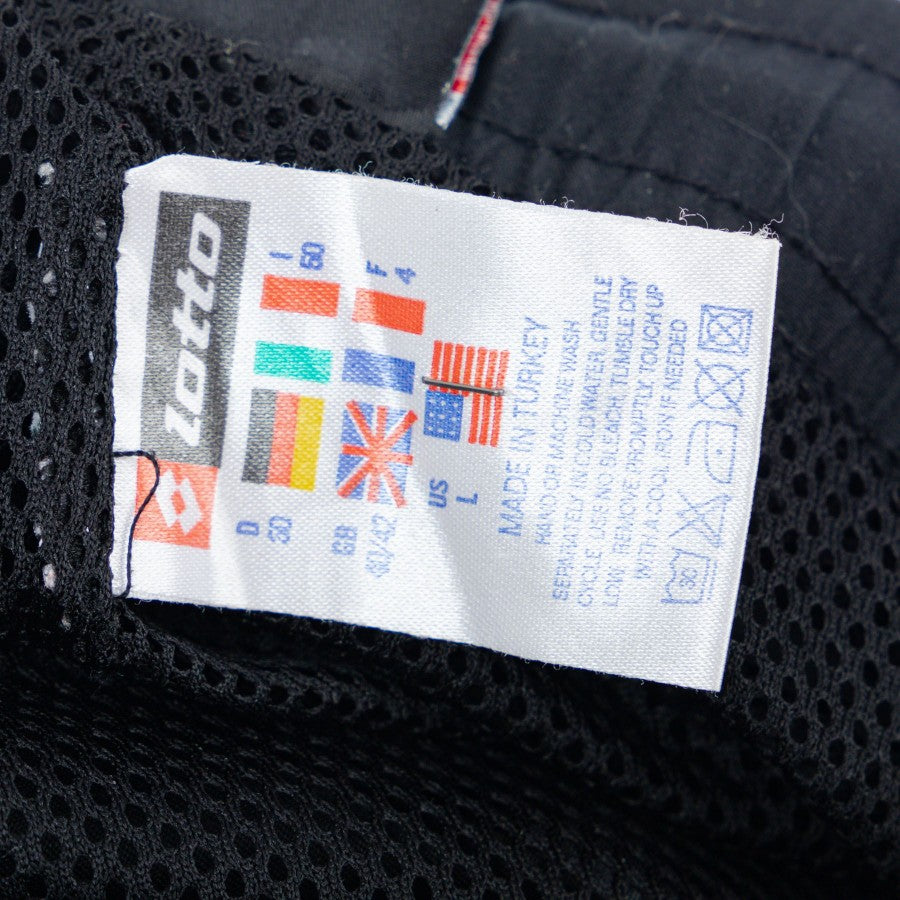 Lotto
I
50
F
4
D
30
GB
40/42
US
L
MADE IN TURKEY
HAND OR MACHINE WASH
SEPARATELY IN COLD WATER, GENTLE
CYCLE. USE NO BLEACH, TUMBLE DRY
LOW. REMOVE PROMPTLY. TOUCH UP
WITH A COOL IRON IF NEEDED
30